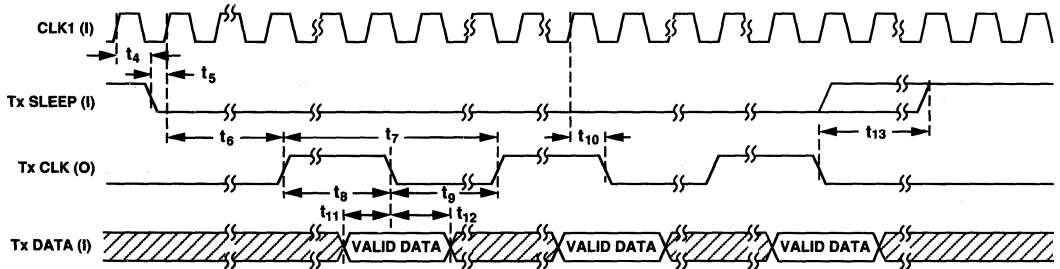 CLK1 (I)
t4
t5
Tx SLEEP (I)
t6
t7
t10
t13
Tx CLK (O)
t8
t9
t11
t12
Tx DATA (I)
VALID DATA
VALID DATA
VALID DATA